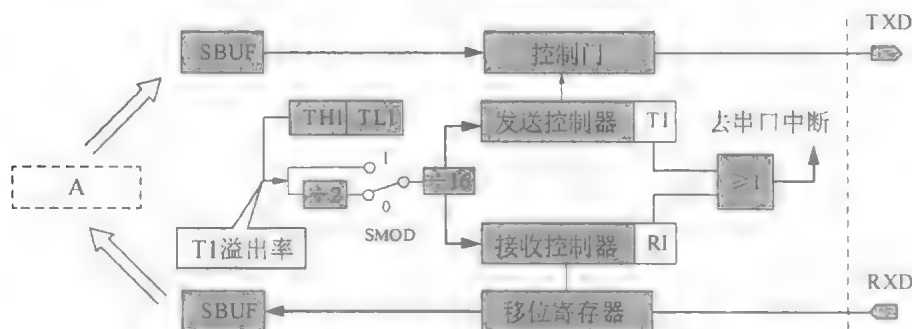 TXD
SBUF
控制门
TH1 TL1
发送控制器 TI
去串口中断
1
A
÷2
÷16
≥1
0
SMOD
T1溢出率
接收控制器 RI
RXD
SBUF
移位寄存器